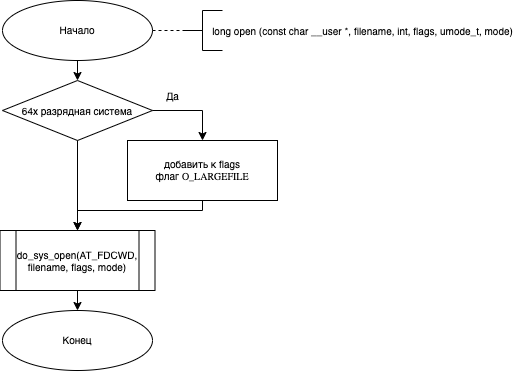 Начало
long open (const char __user *, filename, int, flags, umode_t, mode)
Да
64х разрядная система
добавить к flags
флаг O_LARGEFILE
do_sys_open(AT_FDCWD,
filename, flags, mode)
Конец